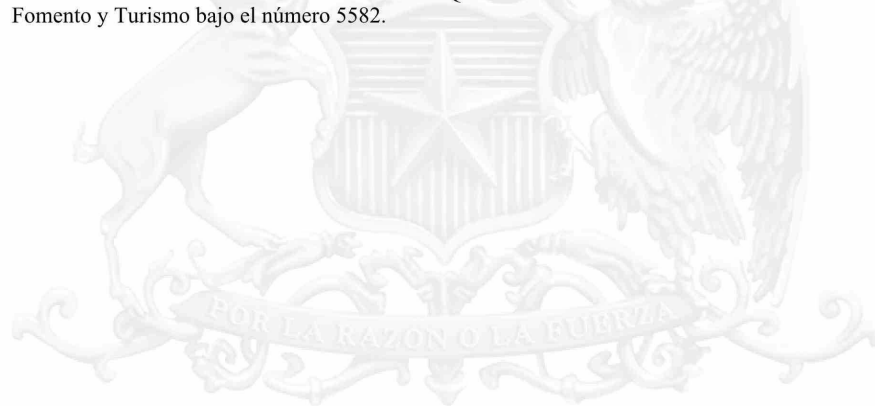 Fomento y Turismo bajo el número 5582.
POR LA RAZON O LA FUERZA